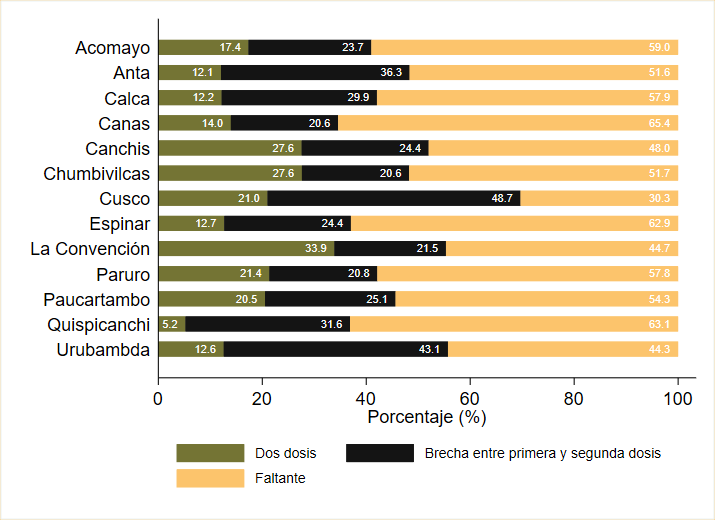 Acomayo 17.4 23.7 59.0
Anta 12.1 36.3 51.6
Calca 12.2 29.9 57.9
Canas 14.0 20.6 65.4
Canchis 27.6 24.4 48.0
Chumbivilcas 27.6 20.6 51.7
Cusco 21.0 48.7 30.3
Espinar 12.7 24.4 62.9
La Convención 33.9 21.5 44.7
Paruro 21.4 20.8 57.8
Paucartambo 20.5 25.1 54.3
Quispicanchi 5.2 31.6 63.1
Urubambda 12.6 43.1 44.3
0 20 40 60 80 100
Porcentaje (%)
Dos dosis Brecha entre primera y segunda dosis
Faltante